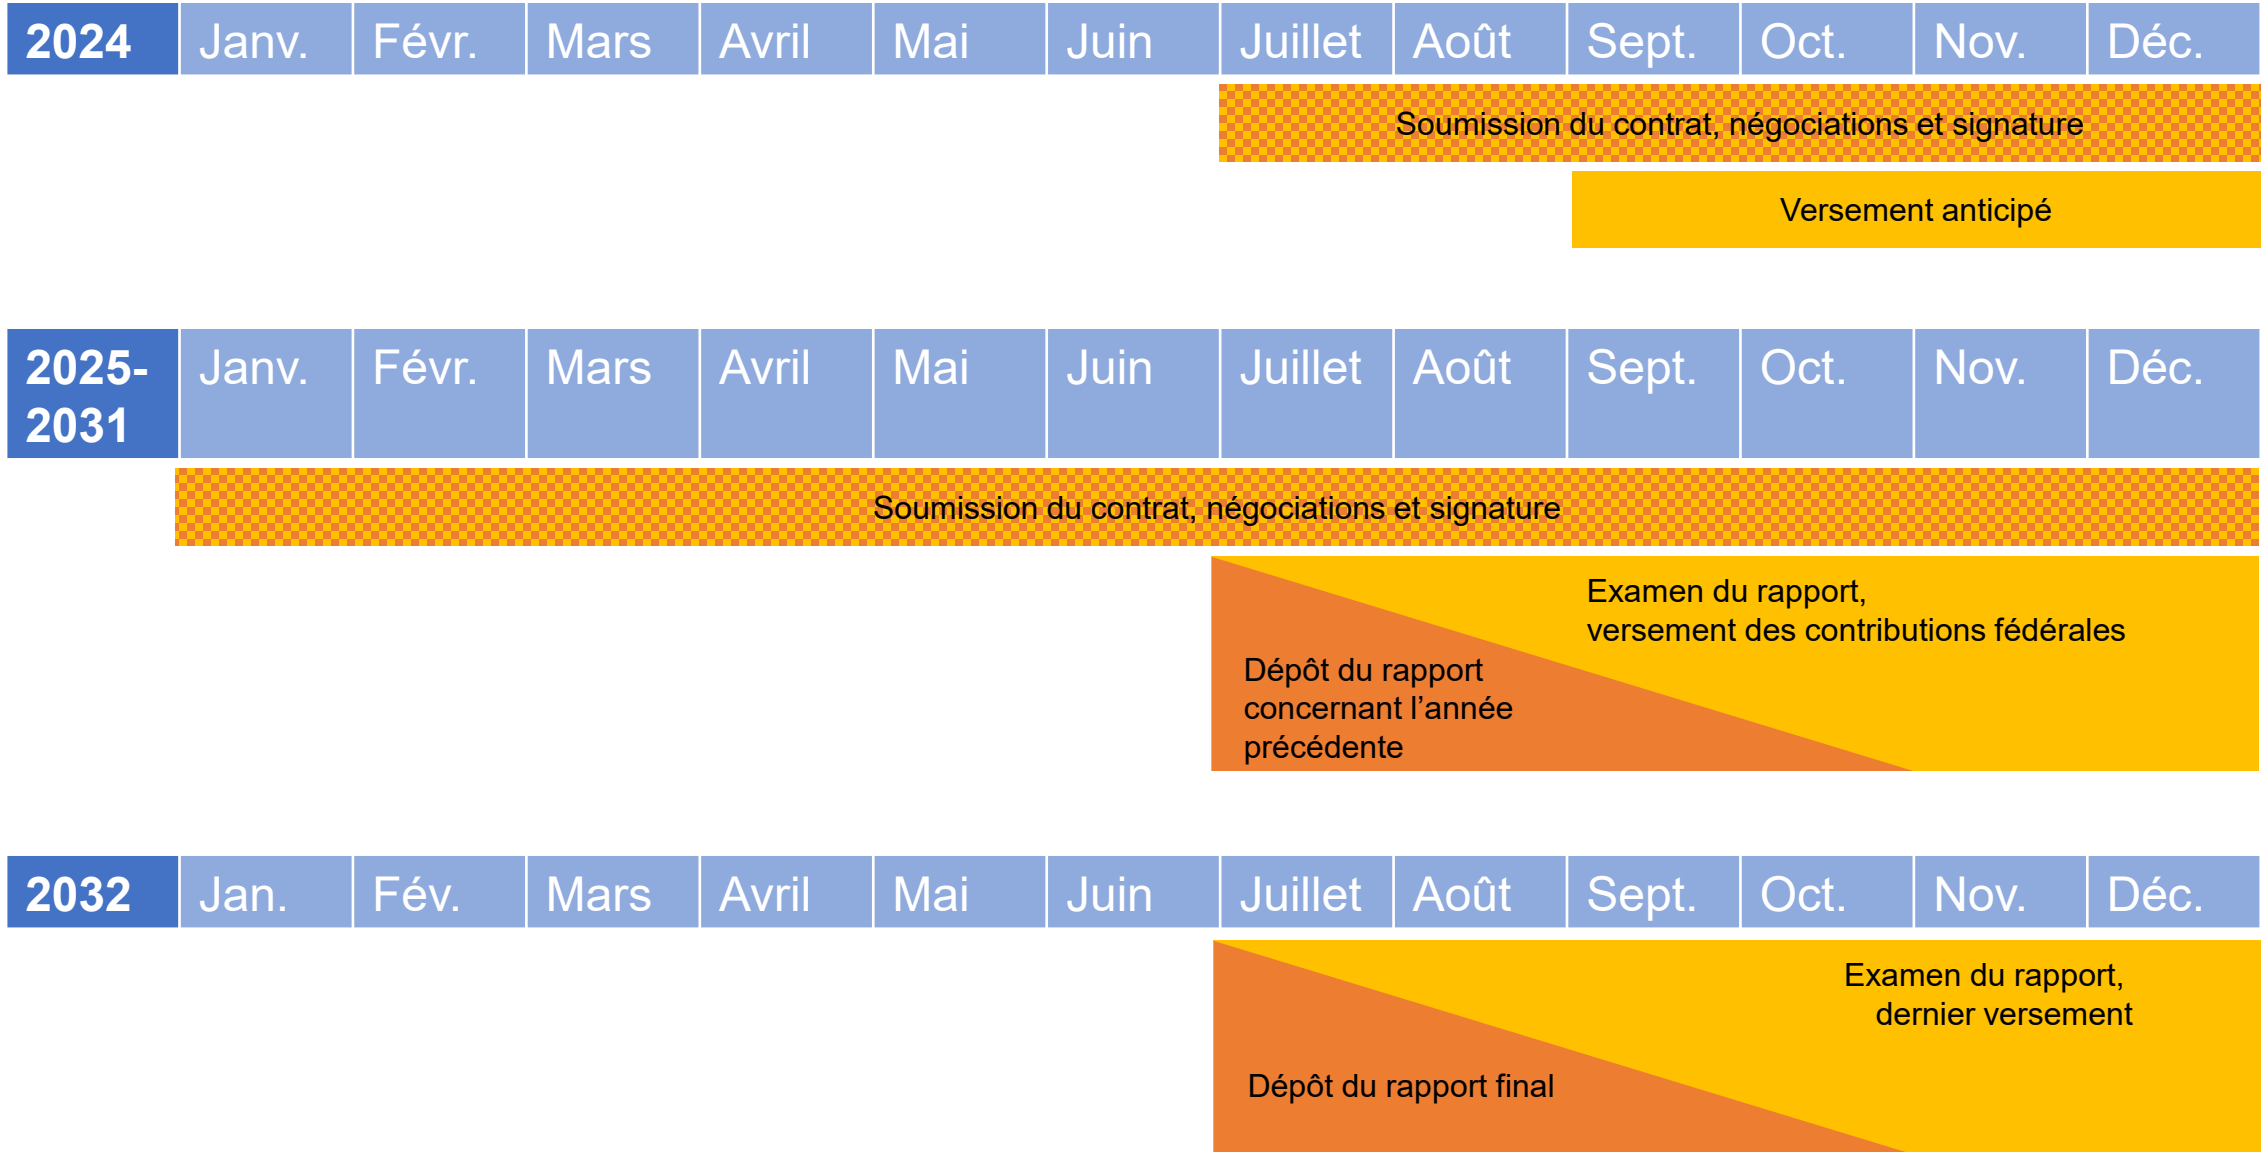 2024 Janv. Févr. Mars Avril Mai Juin Juillet Août Sept. Oct. Nov. Déc.
Soumission du contrat, négociations et signature
Versement anticipé
2025- Janv. Févr. Mars Avril Mai Juin Juillet Août Sept. Oct. Nov. Déc.
2031
Soumission du contrat, négociations et signature
Examen du rapport,
versement des contributions fédérales
Dépôt du rapport
concernant l’année
précédente
2032 Jan. Fév. Mars Avril Mai Juin Juillet Août Sept. Oct. Nov. Déc.
Examen du rapport,
dernier versement
Dépôt du rapport final